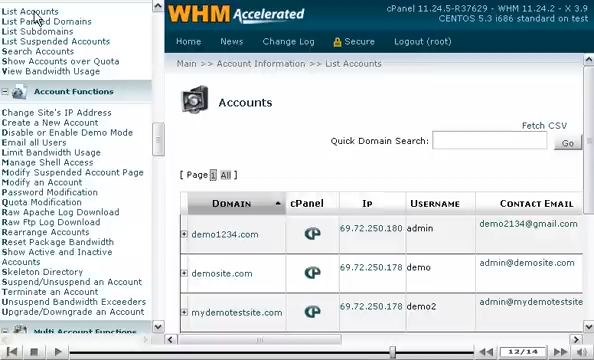 List Accounts
List Parked Domains
List Subdomains
List Suspended Accounts
Search Accounts
Show Accounts over Quota
View Bandwidth Usage
Account Functions
Change Site's IP Address
Create a New Account
Disable or Enable Demo Mode
Email all Users
Limit Bandwidth Usage
Manage Shell Access
Modify Suspended Account Page
Modify an Account
Password Modification
Quota Modification
Raw Apache Log Download
Raw Ftp Log Download
Rearrange Accounts
Reset Package Bandwidth
Show Active and Inactive
Accounts
Skeleton Directory
Suspend/Unsuspend an Account
Terminate an Account
Unsuspend Bandwidth Exceeders
Upgrade/Downgrade an Account
Multi Account Functions
WHM Accelerated
cPanel 11.24.5-R37629 - WHM 11.24.2 - X 3.9
CENTOS 5.3 i686 standard on test
Home News Change Log Secure Logout (root)
Main >> Account Information >> List Accounts
Accounts
Fetch CSV
Quick Domain Search: Go
[ Page 1 All ]
Domain cPanel Ip Username Contact Email
demo1234.com cP 69.72.250.180 admin demo2134@gmail.com
demosite.com cP 69.72.250.178 demo admin@demosite.com
mydemotestsite.com cP 69.72.250.178 demo2 admin@mydemotestsite
12/14